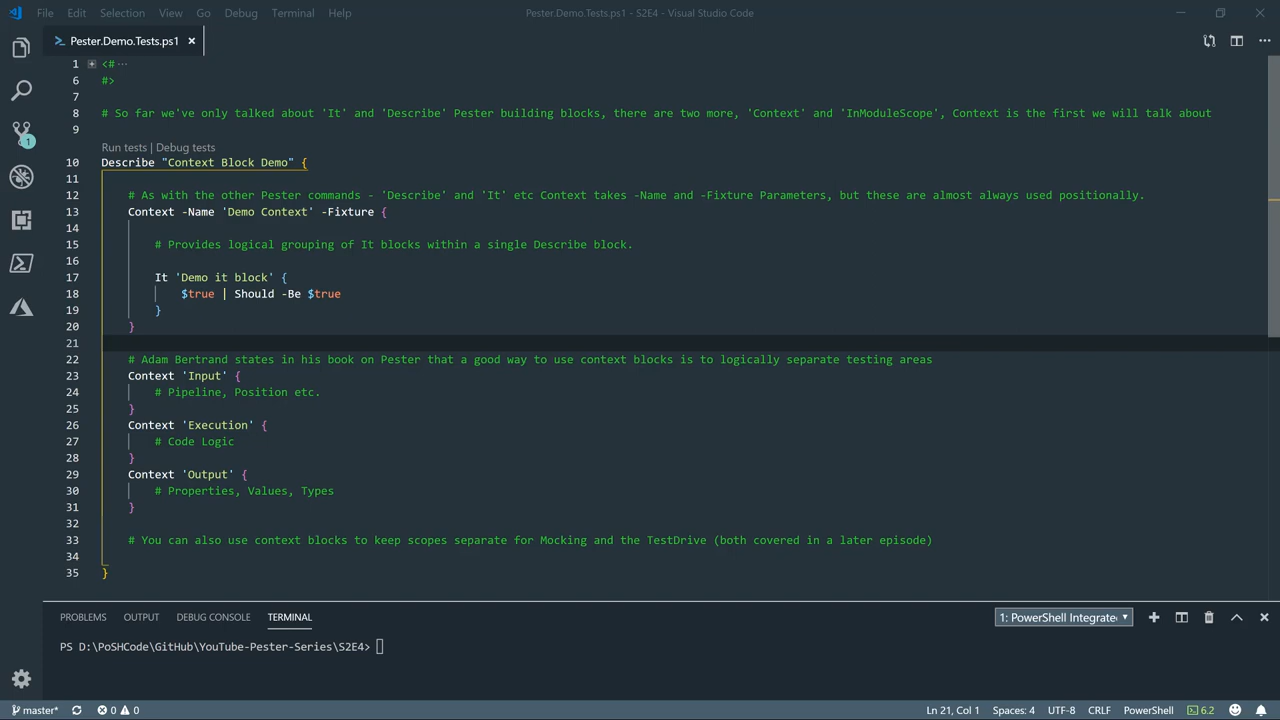 File Edit Selection View Go Debug Terminal Help Pester.Demo.Tests.ps1 - S2E4 - Visual Studio Code
Pester.Demo.Tests.ps1
1 <# ...
6 #>
7
8 # So far we've only talked about 'It' and 'Describe' Pester building blocks, there are two more, 'Context' and 'InModuleScope', Context is the first we will talk about
9
Run tests | Debug tests
10 Describe "Context Block Demo" {
11
12 # As with the other Pester commands - 'Describe' and 'It' etc Context takes -Name and -Fixture Parameters, but these are almost always used positionally.
13 Context -Name 'Demo Context' -Fixture {
14
15 # Provides logical grouping of It blocks within a single Describe block.
16
17 It 'Demo it block' {
18 $true | Should -Be $true
19 }
20 }
21
22 # Adam Bertrand states in his book on Pester that a good way to use context blocks is to logically separate testing areas
23 Context 'Input' {
24 # Pipeline, Position etc.
25 }
26 Context 'Execution' {
27 # Code Logic
28 }
29 Context 'Output' {
30 # Properties, Values, Types
31 }
32
33 # You can also use context blocks to keep scopes separate for Mocking and the TestDrive (both covered in a later episode)
34
35 }
1
PROBLEMS OUTPUT DEBUG CONSOLE TERMINAL 1: PowerShell Integrate
PS D:\PoSHCode\GitHub\YouTube-Pester-Series\S2E4>
master* 0 0 Ln 21, Col 1 Spaces: 4 UTF-8 CRLF PowerShell 6.2